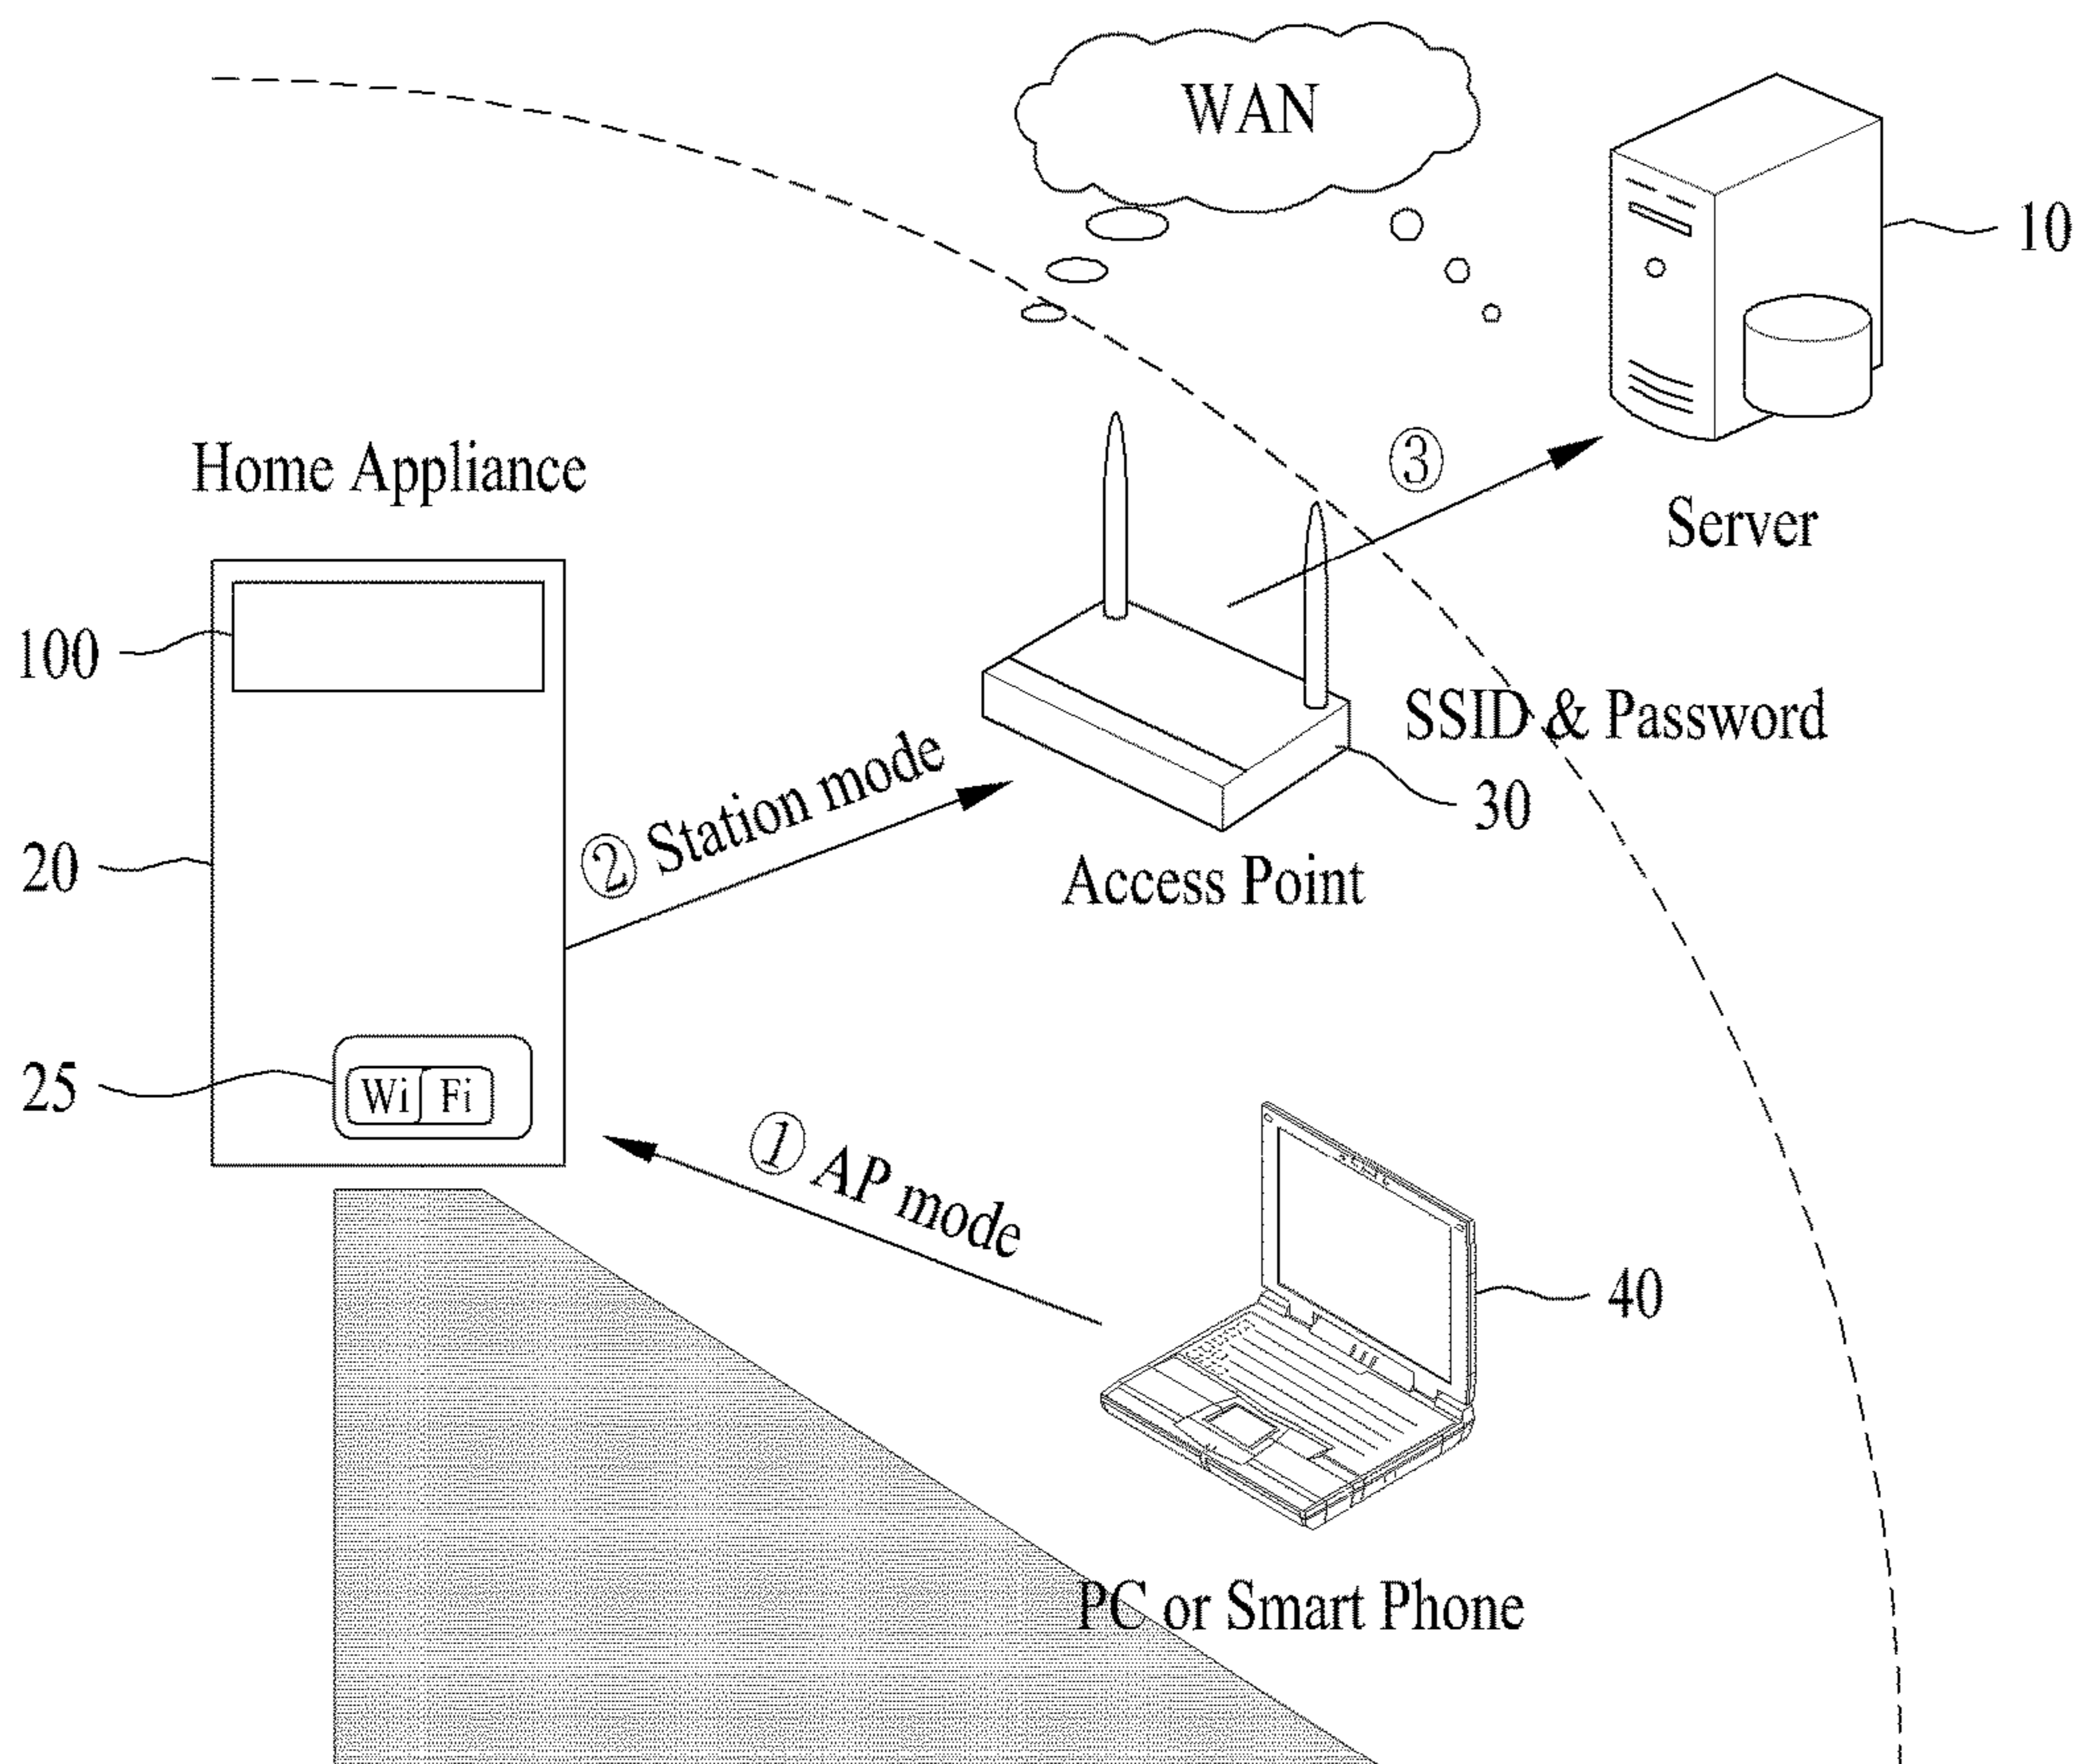 WAN
10
Home Appliance
③
Server
100
SSID & Password
② Station mode
30
20
Access Point
25
Wi Fi
① AP mode
40
PC or Smart Phone